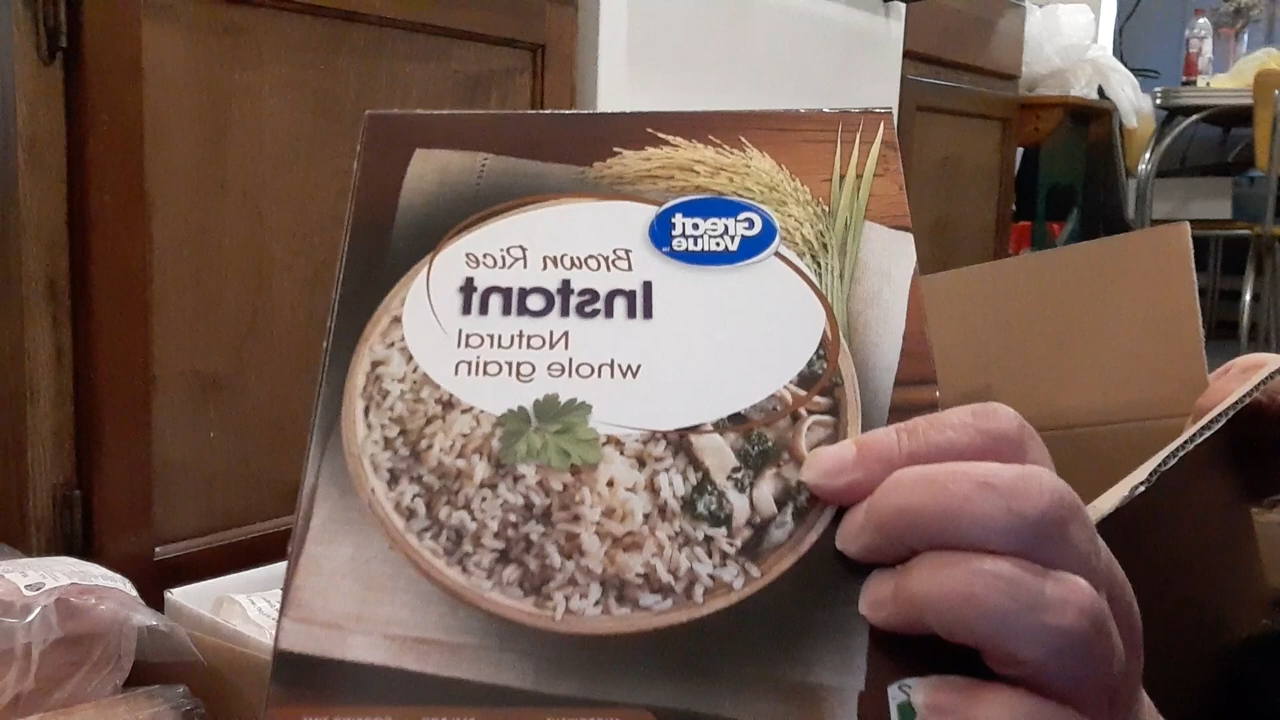 Great
Value
Brown Rice
Instant
Natural
whole grain